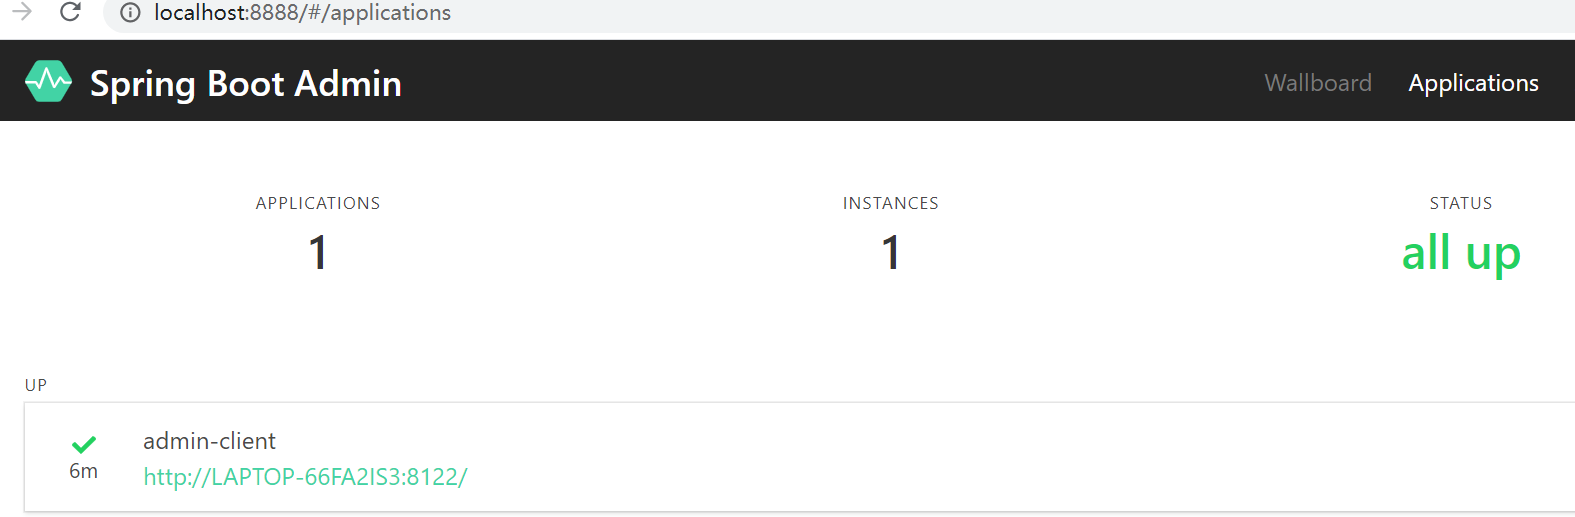 localhost:8888/#/applications
Spring Boot Admin
Wallboard
Applications
APPLICATIONS
1
INSTANCES
1
STATUS
all up
UP
admin-client
6m
http://LAPTOP-66FA2IS3:8122/